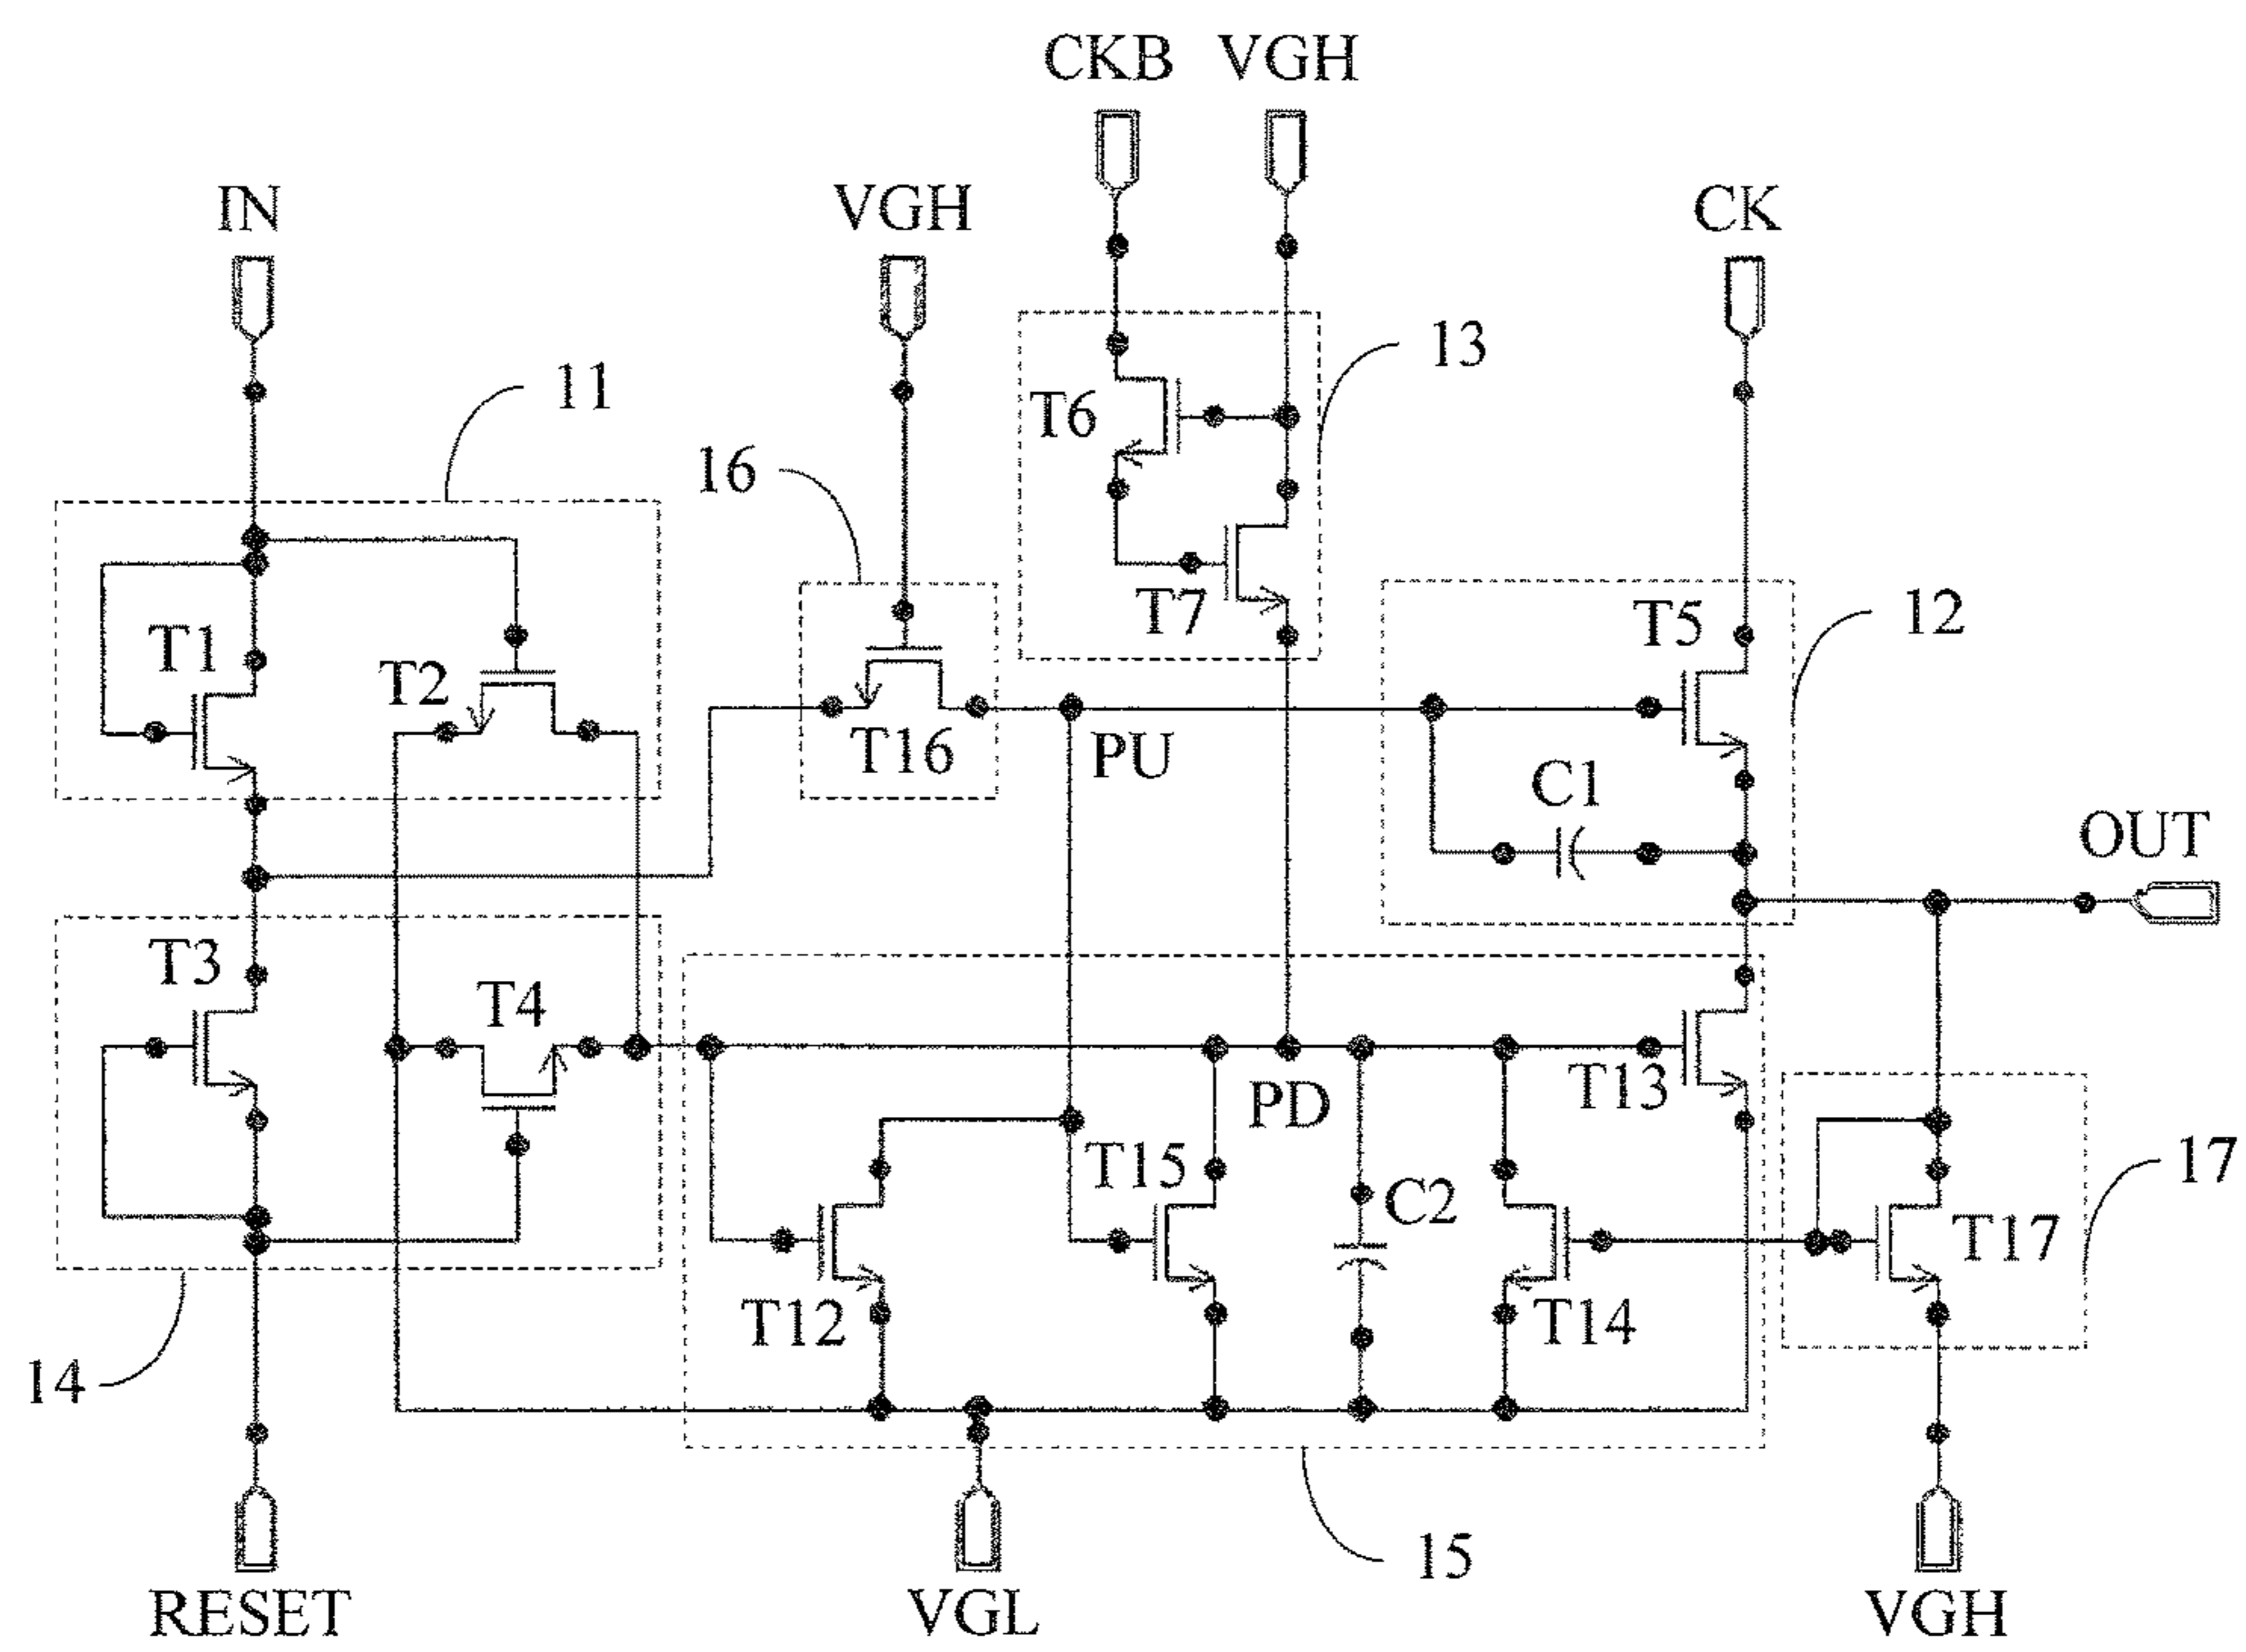 CKB VGH
IN VGH CK
13
11
T6
16
T7 T5 12
T1
T2
T16 PU
C1
OUT
T3
T4
T13
PD
T15
17
C2
T17
T12 T14
14
15
RESET VGL VGH